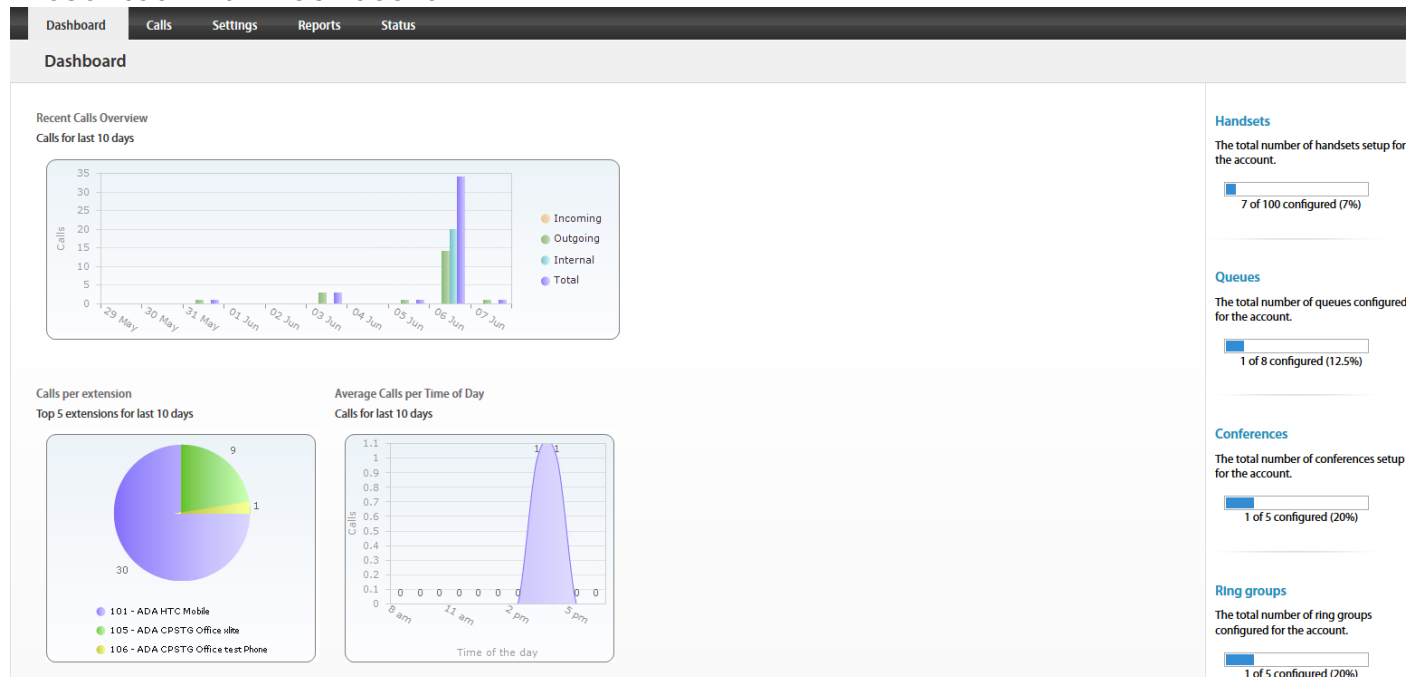 Dashboard Calls Settings Reports Status
Dashboard
Recent Calls Overview
Calls for last 10 days
35
30
25
20
15
10
5
0
Calls
29 May 30 May 31 May 01 Jun 02 Jun 03 Jun 04 Jun 05 Jun 06 Jun 07 Jun
Incoming
Outgoing
Internal
Total
Calls per extension
Top 5 extensions for last 10 days
9
1
30
101 - ADA HTC Mobile
105 - ADA CPSTG Office xlite
106 - ADA CPSTG Office test Phone
Average Calls per Time of Day
Calls for last 10 days
1.1
1
0.9
0.8
0.7
0.6
0.5
0.4
0.3
0.2
0.1
0
Calls
1 1
0 0 0 0 0 0 0 0 0
8 am 11 am 2 pm 5 pm
Time of the day
Handsets
The total number of handsets setup for
the account.
7 of 100 configured (7%)
Queues
The total number of queues configured
for the account.
1 of 8 configured (12.5%)
Conferences
The total number of conferences setup
for the account.
1 of 5 configured (20%)
RIng groups
The total number of ring groups
configured for the account.
1 of 5 configured (20%)